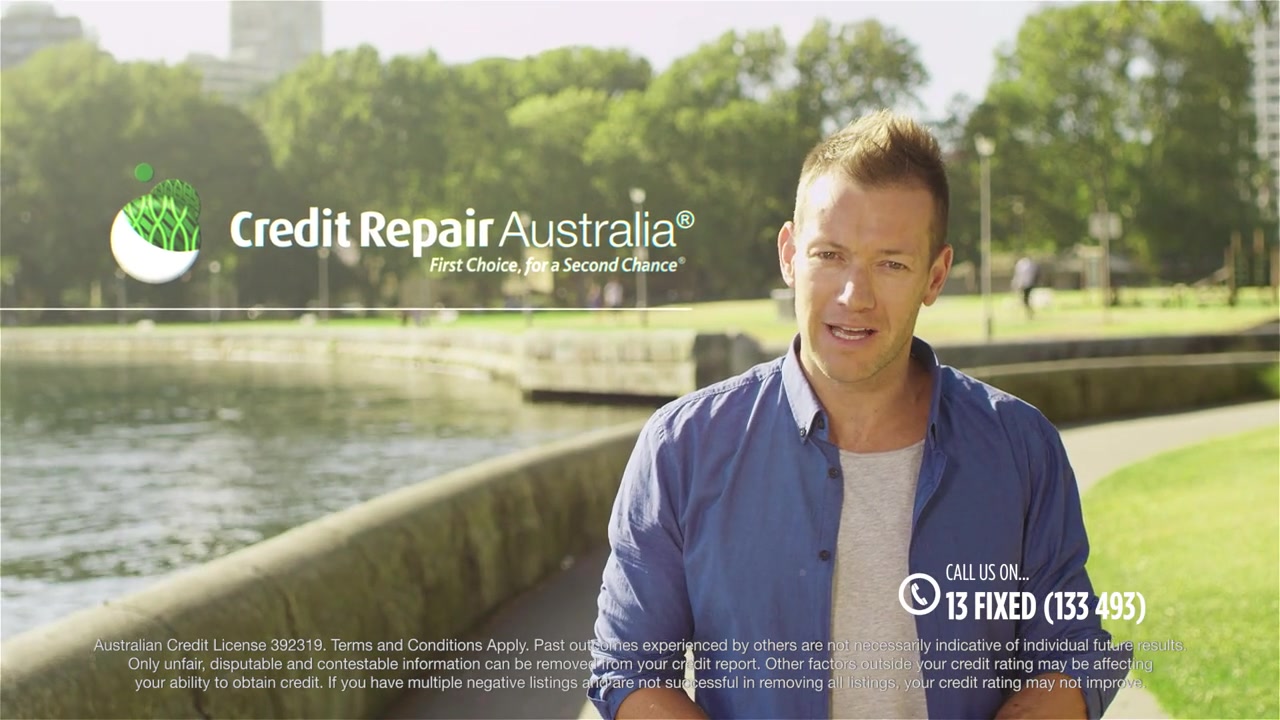 Credit Repair Australia®
First Choice, for a Second Chance®
CALL US ON...
13 FIXED (133 493)
Australian Credit License 392319. Terms and Conditions Apply. Past outcomes experienced by others are not necessarily indicative of individual future results.
Only unfair, disputable and contestable information can be removed from your credit report. Other factors outside your credit rating may be affecting
your ability to obtain credit. If you have multiple negative listings and are not successful in removing all listings, your credit rating may not improve.